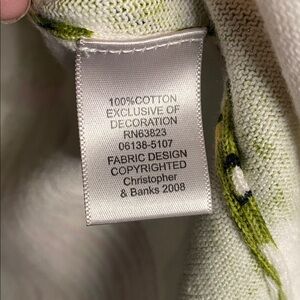 100%COTTON
EXCLUSIVE OF
DECORATION
RN63823
06138-5107
FABRIC DESIGN
COPYRIGHTED
Christopher
& Banks 2008